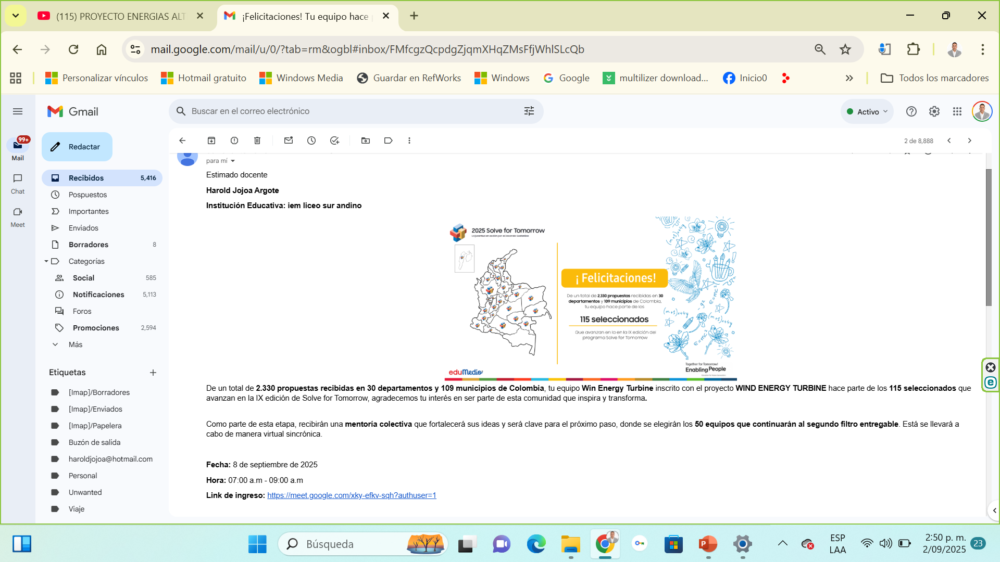 (115) PROYECTO ENERGIAS ALT
¡Felicitaciones! Tu equipo hace
mail.google.com/mail/u/0/?tab=rm&ogbl#inbox/FMfcgzQcpdgZjqmXHqZMsFfjWhlSLcQb
Personalizar vínculos
Hotmail gratuito
Windows Media
Guardar en RefWorks
Windows
Google
multilizer download...
Inicio0
Todos los marcadores
Gmail
Buscar en el correo electrónico
Activo
99+
Mail
Chat
Meet
Redactar
2 de 8,888
Recibidos 5,416
Pospuestos
Importantes
Enviados
Borradores 8
Categorías
Social 585
Notificaciones 5,113
Foros
Promociones 2,594
Más
Etiquetas
[Imap]/Borradores
[Imap]/Enviados
[Imap]/Papelera
Buzón de salida
haroldjojoa@hotmail.com
Personal
Unwanted
Viaje
para mí
Estimado docente
Harold Jojoa Argote
Institución Educativa: iem liceo sur andino
2025 Solve for Tomorrow
La juventud en acción por el Desarrollo Sostenible
¡ Felicitaciones!
De un total de 2.330 propuestas recibidas en 30
departamentos y 109 municipios de Colombia,
tu equipo hace parte de los
115 seleccionados
Que avanzan en la en la IX edición del
programa Solve for Tomorrow
eduMedio
Together for Tomorrow!
Enabling People
De un total de 2.330 propuestas recibidas en 30 departamentos y 109 municipios de Colombia, tu equipo Win Energy Turbine inscrito con el proyecto WIND ENERGY TURBINE hace parte de los 115 seleccionados que
avanzan en la IX edición de Solve for Tomorrow, agradecemos tu interés en ser parte de esta comunidad que inspira y transforma.
Como parte de esta etapa, recibirán una mentoría colectiva que fortalecerá sus ideas y será clave para el próximo paso, donde se elegirán los 50 equipos que continuarán al segundo filtro entregable. Está se llevará a
cabo de manera virtual sincrónica.
Fecha: 8 de septiembre de 2025
Hora: 07:00 a.m - 09:00 a.m
Link de ingreso: https://meet.google.com/xky-efkv-sqh?authuser=1
Búsqueda
ESP
LAA
2:50 p. m.
2/09/2025
23